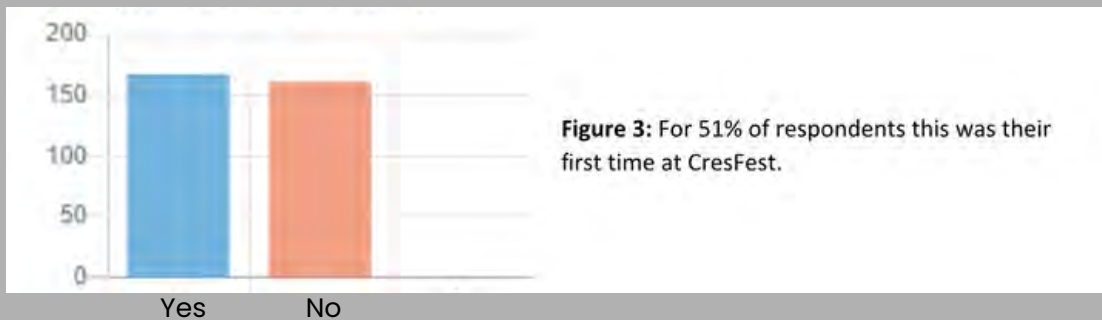 200
150
100
50
0
Yes No
Figure 3: For 51% of respondents this was their
first time at CresFest.